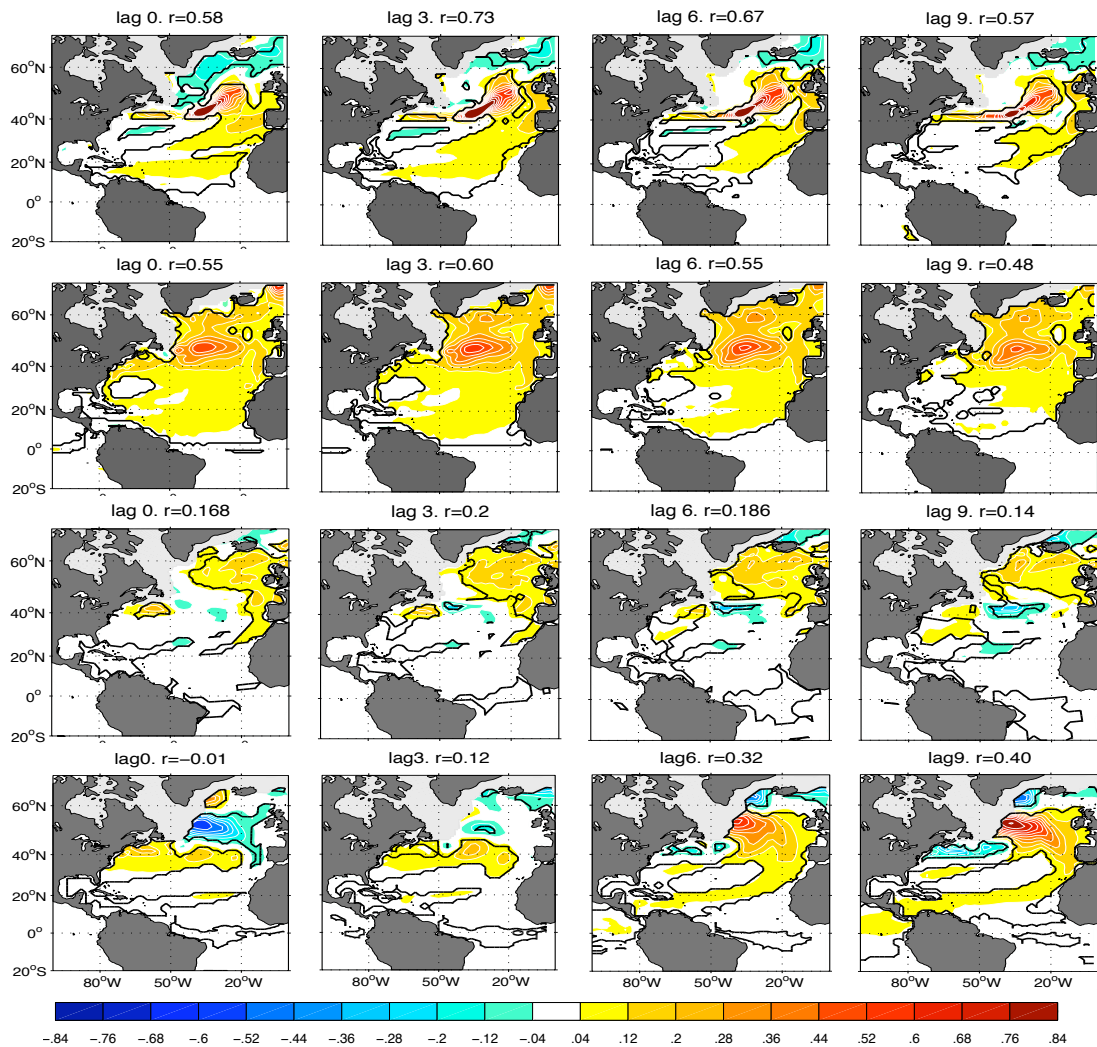 lag 0. r=0.58 lag 3. r=0.73 lag 6. r=0.67 lag 9. r=0.57
60°N
40°N
20°N
0°
20°S
lag 0. r=0.55 lag 3. r=0.60 lag 6. r=0.55 lag 9. r=0.48
60°N
40°N
20°N
0°
20°S
lag 0. r=0.168 lag 3. r=0.2 lag 6. r=0.186 lag 9. r=0.14
60°N
40°N
20°N
0°
20°S
lag0. r=−0.01 lag3. r=0.12 lag6. r=0.32 lag9. r=0.40
60°N
40°N
20°N
0°
20°S
80°W 50°W 20°W 80°W 50°W 20°W 80°W 50°W 20°W 80°W 50°W 20°W
−.84 −.76 −.68 −.6 −.52 −.44 −.36 −.28 −.2 −.12 −.04 .04 .12 .2 .28 .36 .44 .52 .6 .68 .76 .84